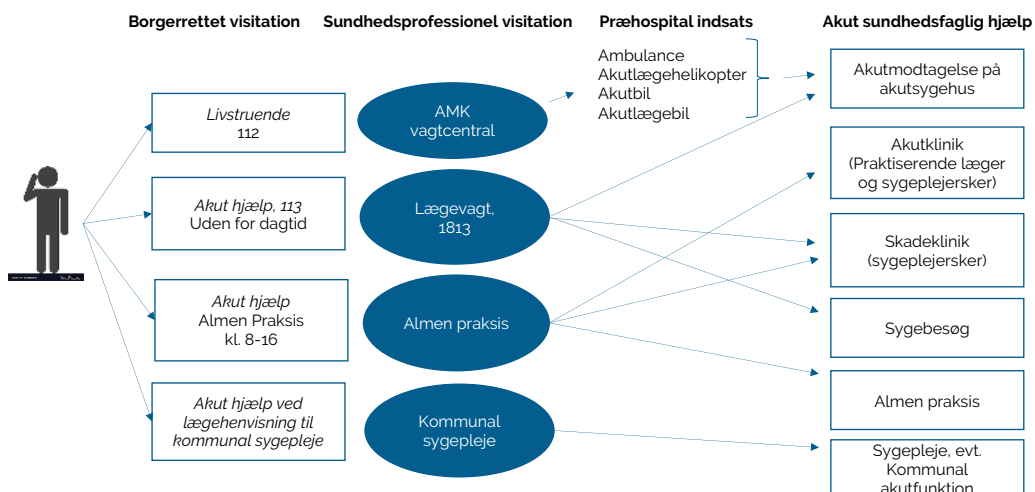 Borgerrettet visitation
Sundhedsprofessionel visitation
Præhospital indsats
Akut sundhedsfaglig hjælp
Livstruende
112
Akut hjælp, 113
Uden for dagtid
Akut hjælp
Almen Praksis
kl. 8-16
Akut hjælp ved
lægehenvisning til
kommunal sygepleje
AMK
vagtcentral
Lægevagt,
1813
Almen praksis
Kommunal
sygepleje
Ambulance
Akutlægehelikopter
Akutbil
Akutlægebil
Akutmodtagelse på
akutsygehus
Akutklinik
(Praktiserende læger
og sygeplejersker)
Skadeklinik
(sygeplejersker)
Sygebesøg
Almen praksis
Sygepleje, evt.
Kommunal
akutfunktion